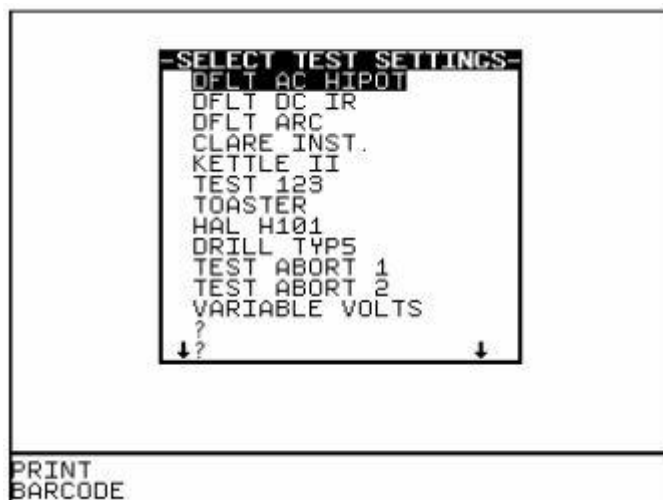 -SELECT TEST SETTINGS-
DFLT AC HIPOT
DFLT DC IR
DFLT ARC
CLARE INST.
KETTLE II
TEST 123
TOASTER
HAL H101
DRILL TYP5
TEST ABORT 1
TEST ABORT 2
VARIABLE VOLTS
?
↓? ↓
PRINT
BARCODE